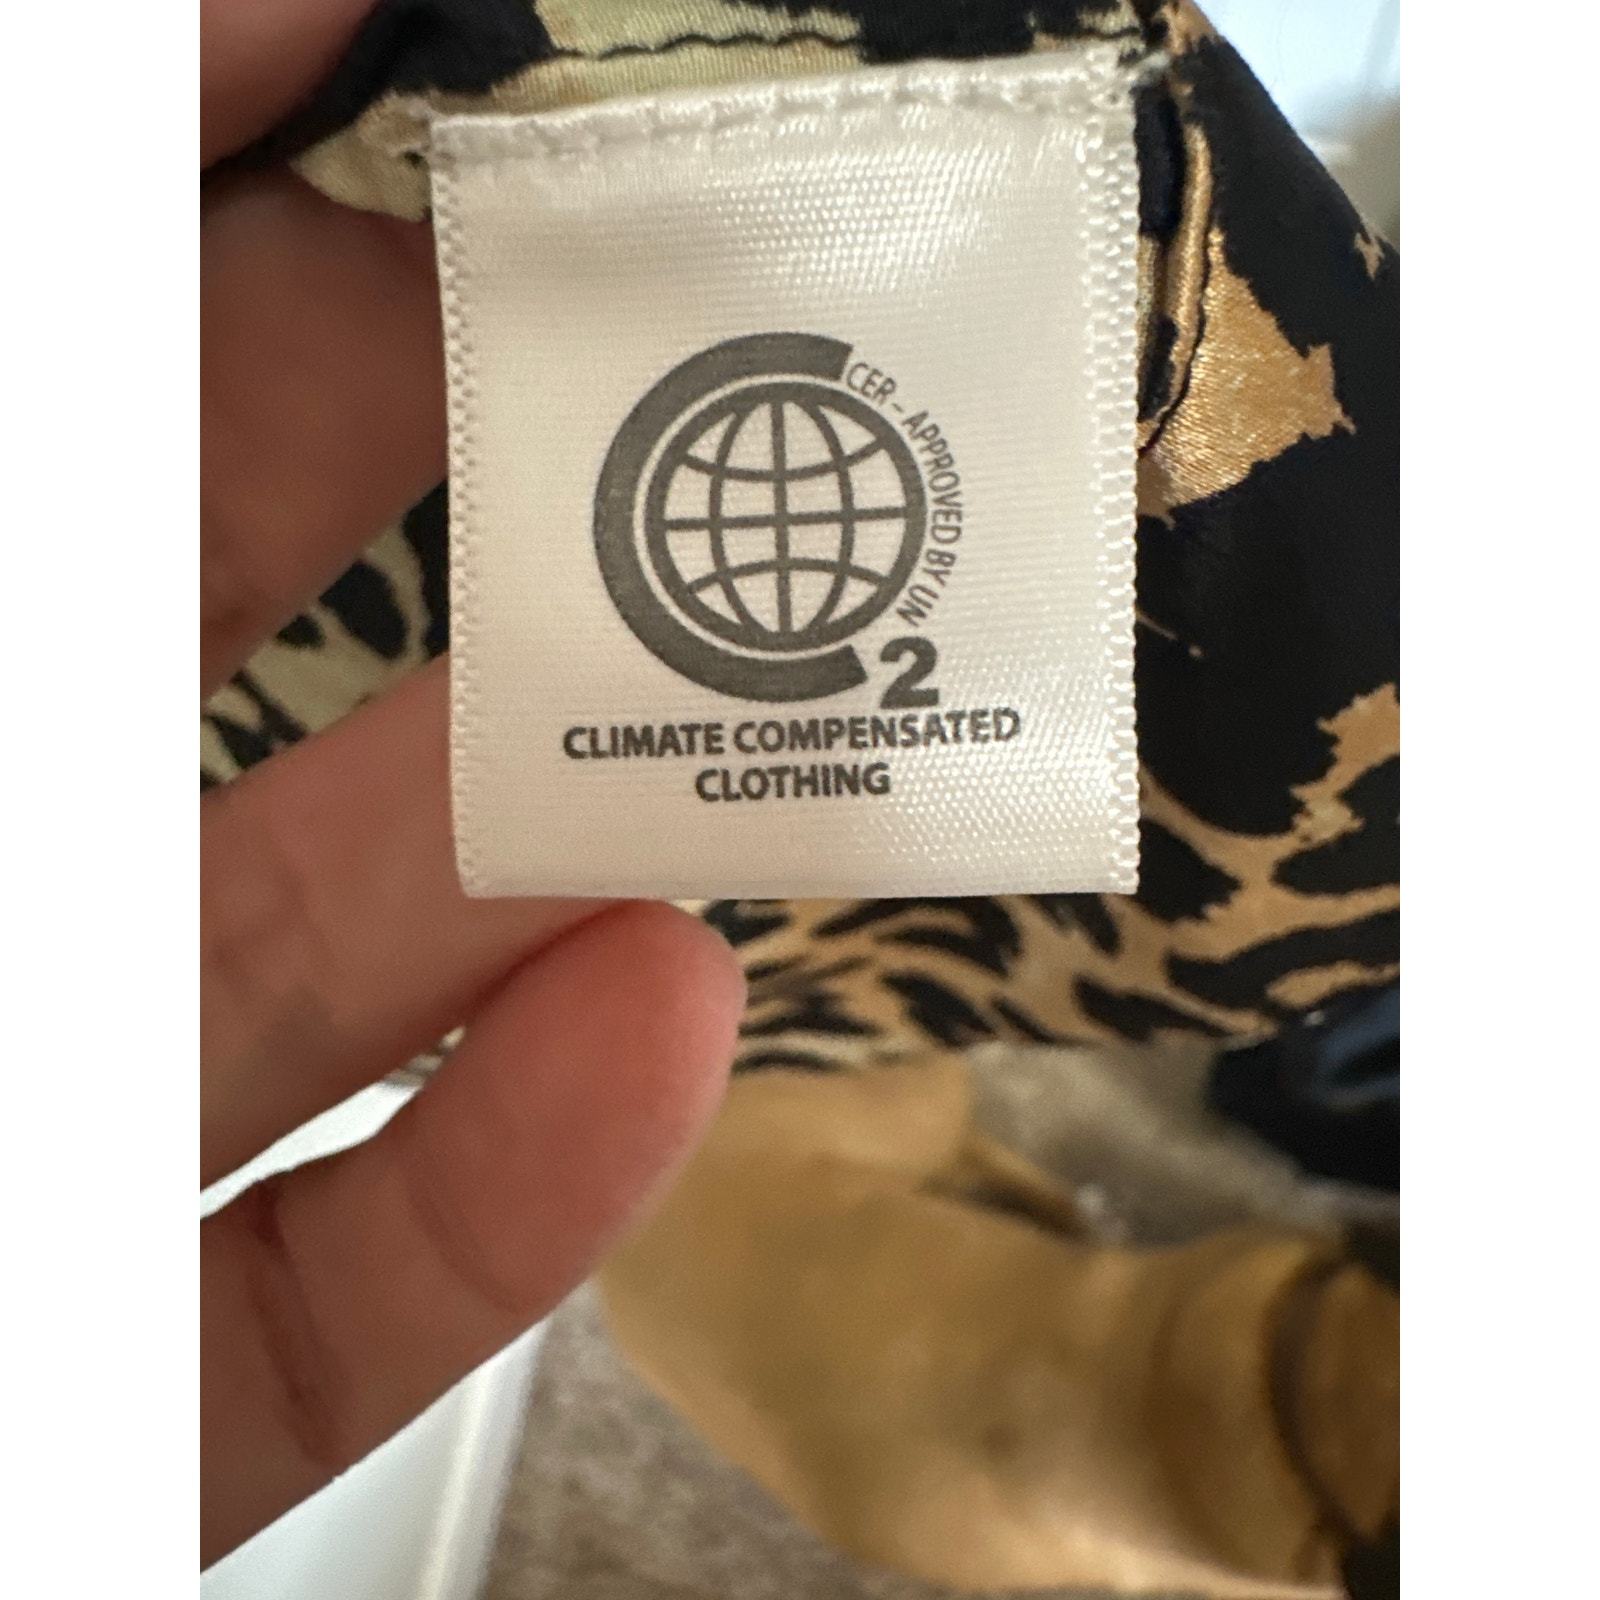 CER - APPROVED BY UN
2
CLIMATE COMPENSATED
CLOTHING